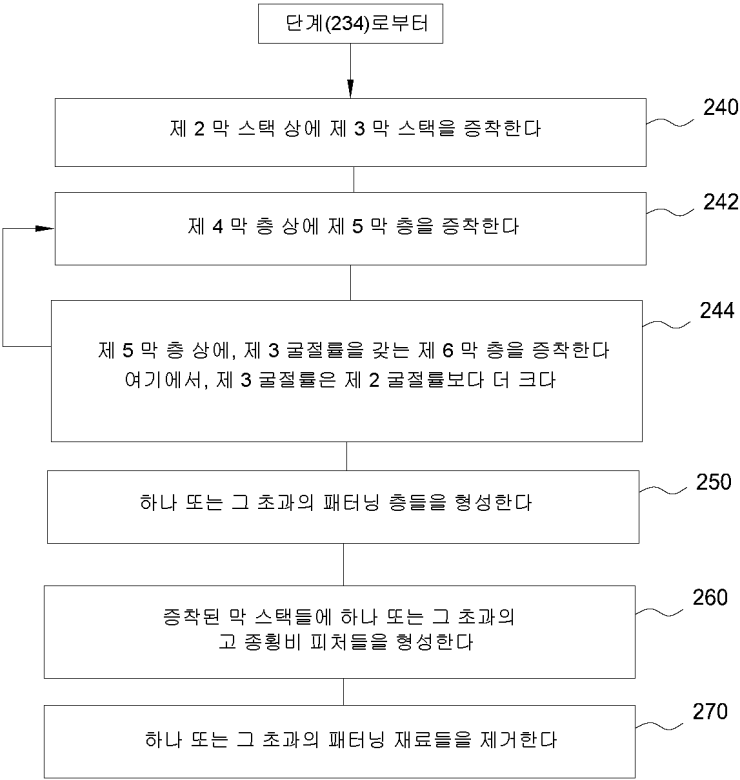 단계(234)로부터
240
제 2 막 스택 상에 제 3 막 스택을 증착한다
242
제 4 막 층 상에 제 5 막 층을 증착한다
244
제 5 막 층 상에, 제 3 굴절률을 갖는 제 6 막 층을 증착한다
여기에서, 제 3 굴절률은 제 2 굴절률보다 더 크다
250
하나 또는 그 초과의 패터닝 층들을 형성한다
260
증착된 막 스택들에 하나 또는 그 초과의
고 종횡비 피처들을 형성한다
270
하나 또는 그 초과의 패터닝 재료들을 제거한다